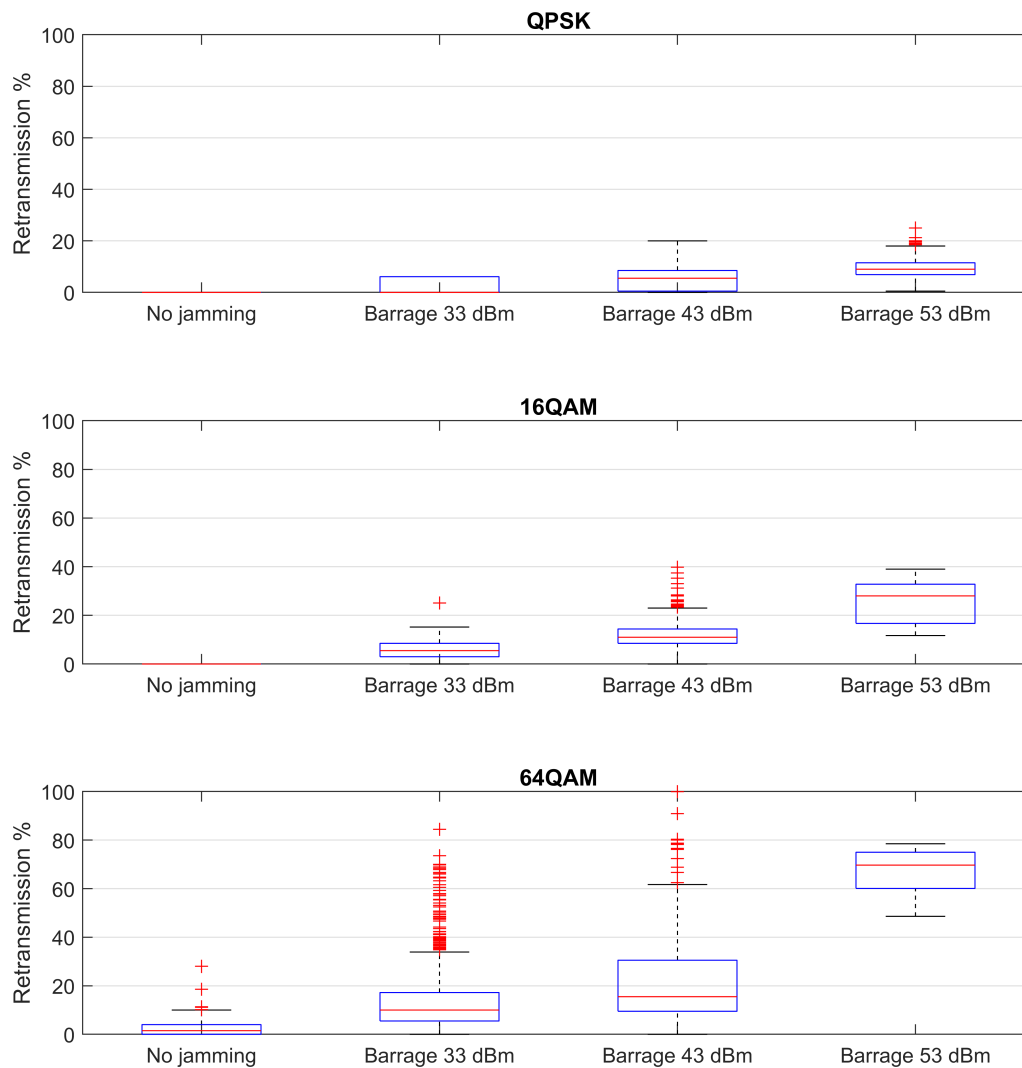 QPSK
100
80
60
40
20
0
Retransmission %
No jamming Barrage 33 dBm Barrage 43 dBm Barrage 53 dBm
16QAM
100
80
60
40
20
0
Retransmission %
No jamming Barrage 33 dBm Barrage 43 dBm Barrage 53 dBm
64QAM
100
80
60
40
20
0
Retransmission %
No jamming Barrage 33 dBm Barrage 43 dBm Barrage 53 dBm